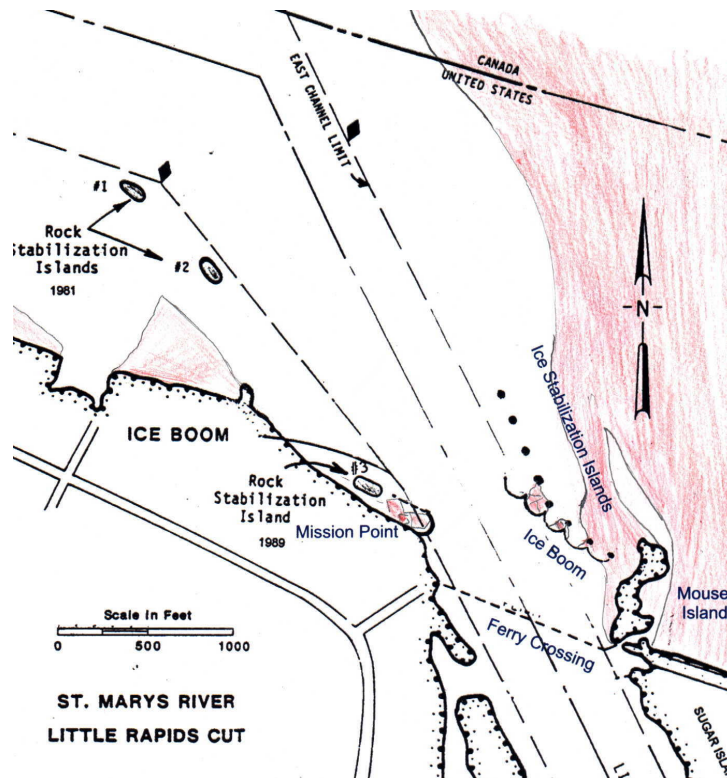 CANADA
UNITED STATES
EAST CHANNEL LIMIT
#1
Rock
Stabilization
Islands
1981
#2
N
Ice Stabilization Islands
ICE BOOM
#3
Rock
Stabilization
Island
1989
Mission Point
Ice Boom
Mouse
Island
Ferry Crossing
Scale in Feet
0 500 1000
ST. MARYS RIVER
LITTLE RAPIDS CUT
SUGAR